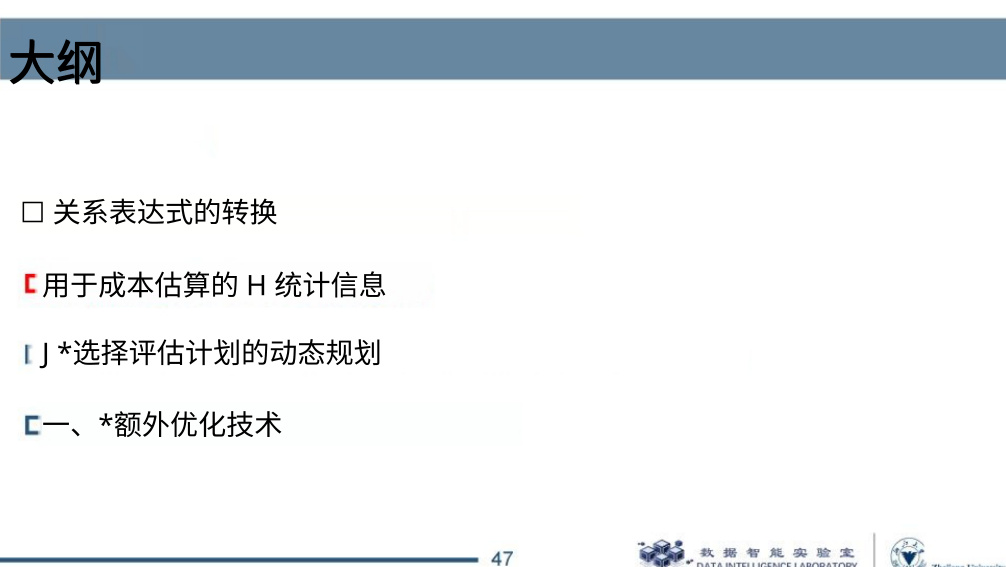 大纲
□ 关系表达式的转换
用于成本估算的 H 统计信息
J *选择评估计划的动态规划
一、*额外优化技术
47
数据智能实验室
DATA INTELLIGENCE LABORATORY